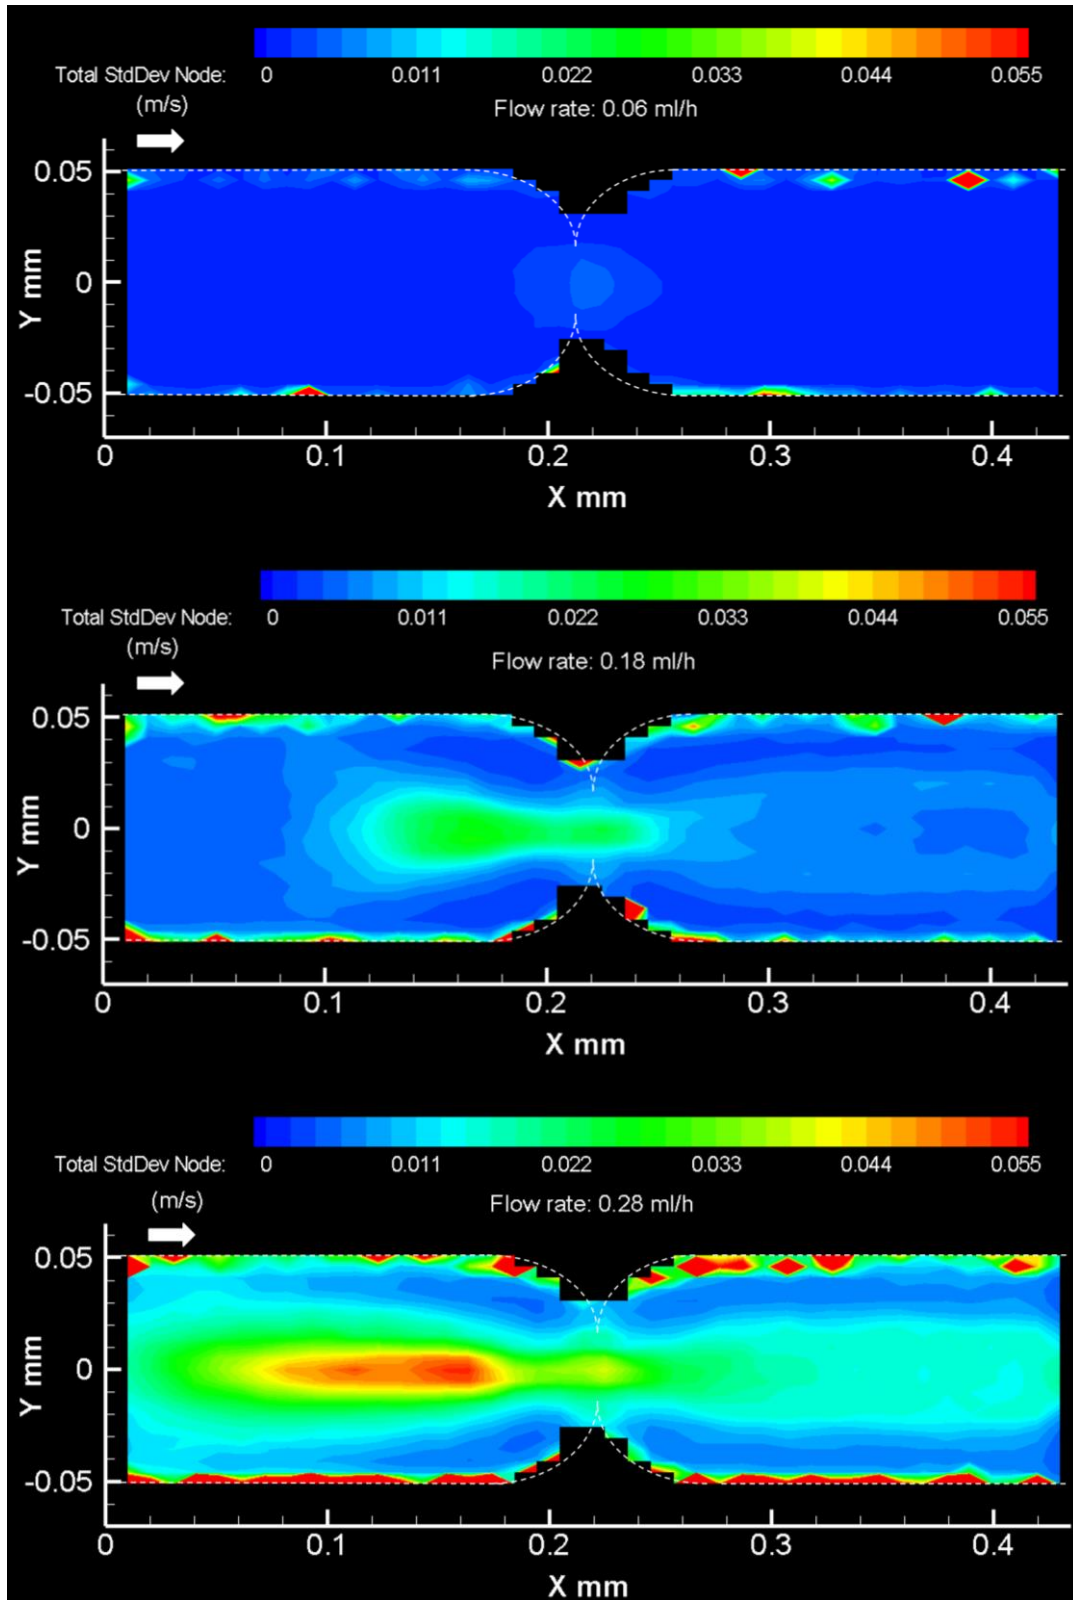 Total StdDev Node: 0 0.011 0.022 0.033 0.044 0.055
(m/s)
Flow rate: 0.06 ml/h
0.05
0
-0.05
Y mm
0 0.1 0.2 0.3 0.4
X mm
Total StdDev Node: 0 0.011 0.022 0.033 0.044 0.055
(m/s)
Flow rate: 0.18 ml/h
0.05
0
-0.05
Y mm
0 0.1 0.2 0.3 0.4
X mm
Total StdDev Node: 0 0.011 0.022 0.033 0.044 0.055
(m/s)
Flow rate: 0.28 ml/h
0.05
0
-0.05
Y mm
0 0.1 0.2 0.3 0.4
X mm